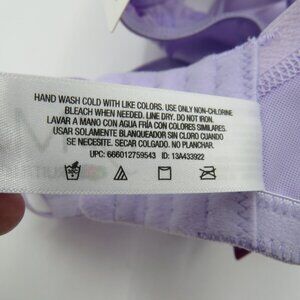 HAND WASH COLD WITH LIKE COLORS. USE ONLY NON-CHLORINE
BLEACH WHEN NEEDED. LINE DRY. DO NOT IRON.
LAVAR A MANO CON AGUA FRÍA CON COLORES SIMILARES.
USAR SOLAMENTE BLANQUEADOR SIN CLORO CUANDO
SE NECESITE. SECAR COLGADO. NO PLANCHAR.
UPC: 666012759543 ID: 13A433922